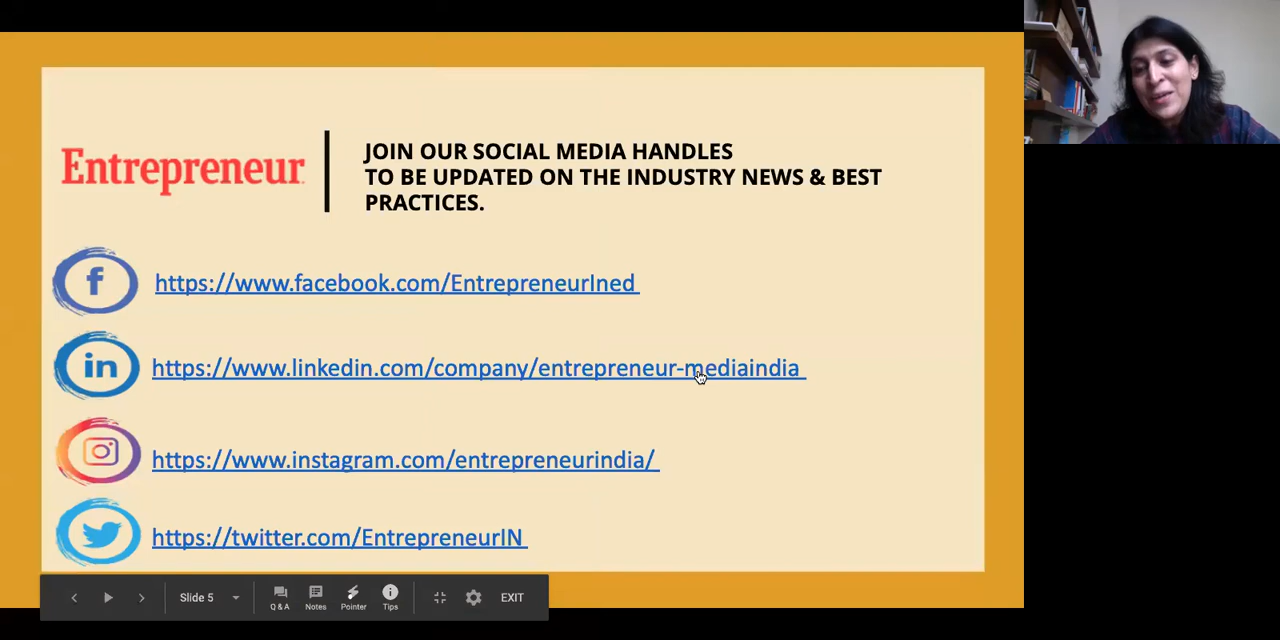 Entrepreneur
JOIN OUR SOCIAL MEDIA HANDLES
TO BE UPDATED ON THE INDUSTRY NEWS & BEST
PRACTICES.
f
https://www.facebook.com/EntrepreneurIned
in
https://www.linkedin.com/company/entrepreneur-mediaindia
https://www.instagram.com/entrepreneurindia/
https://twitter.com/EntrepreneurIN
Slide 5
Q & A
Notes
Pointer
Tips
EXIT